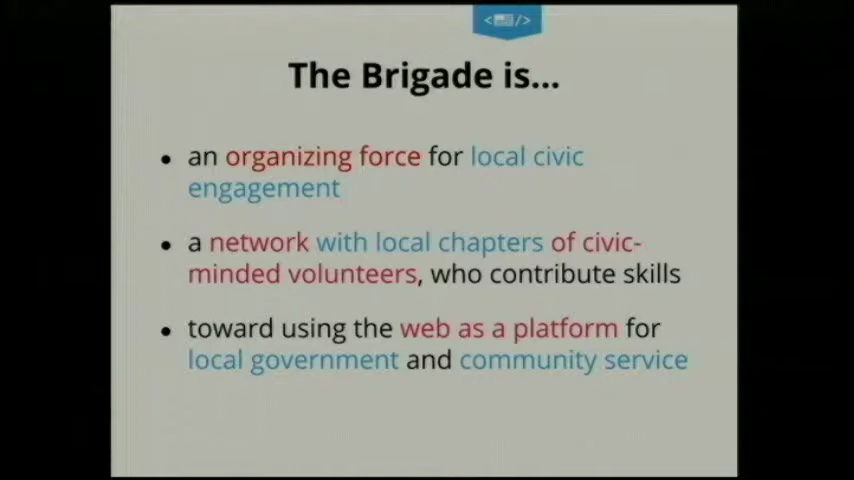 The Brigade is...
• an organizing force for local civic
engagement
• a network with local chapters of civic-
minded volunteers, who contribute skills
• toward using the web as a platform for
local government and community service